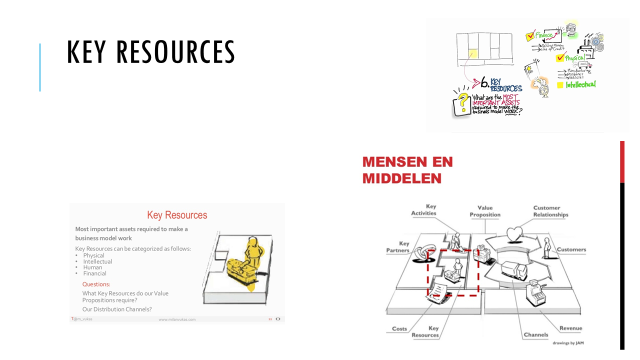 KEY RESOURCES
Finance
Physical
Intellectual
6. KEY
RESOURCES
What are the MOST
IMPORTANT ASSETS
required to make the
business model WORK?
MENSEN EN
MIDDELEN
Key
Activities
Value
Proposition
Customer
Relationships
Key
Partners
Customers
Costs
Key
Resources
Channels
Revenue
drawings by JAM
Key Resources
Most important assets required to make a
business model work
Key Resources can be categorized as follows:
• Physical
• Intellectual
• Human
• Financial
Questions:
What Key Resources do our Value
Propositions require?
Our Distribution Channels?